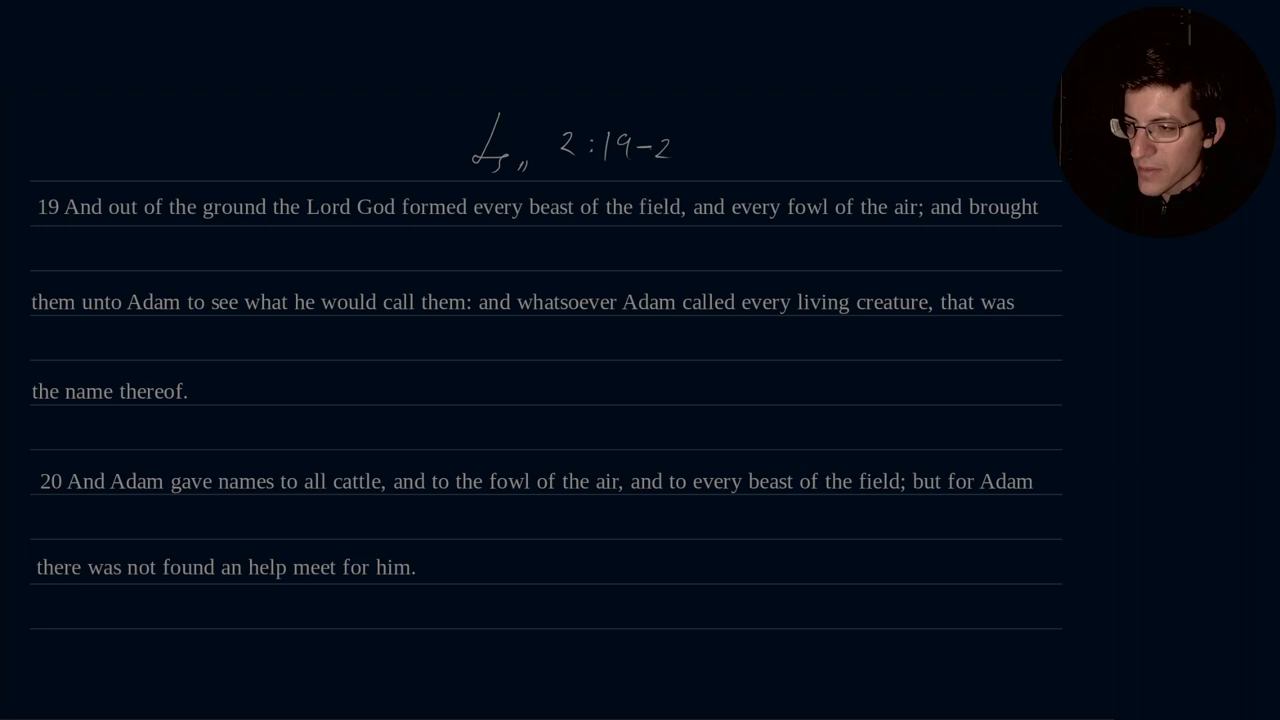 2:19-2
19 And out of the ground the Lord God formed every beast of the field, and every fowl of the air; and brought
them unto Adam to see what he would call them: and whatsoever Adam called every living creature, that was
the name thereof.
20 And Adam gave names to all cattle, and to the fowl of the air, and to every beast of the field; but for Adam
there was not found an help meet for him.